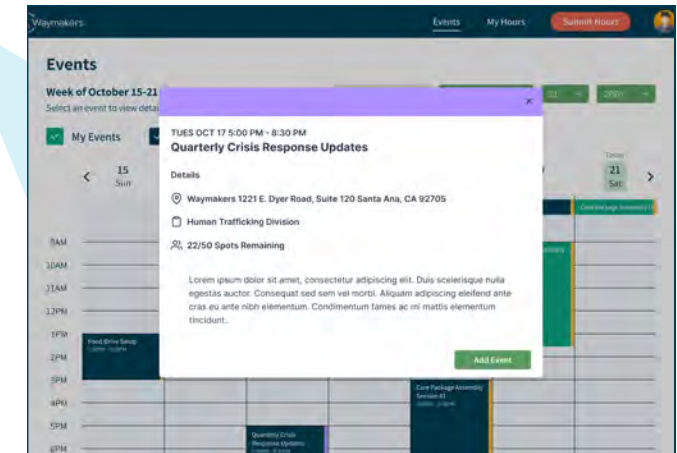 Waymakers
Events
My Hours
Submit Hours
Events
Week of October 15-21
Select an event to view detai
My Events
15
Sun
Today
21
Sat
TUES OCT 17 5:00 PM - 8:30 PM
Quarterly Crisis Response Updates
Details
Waymakers 1221 E. Dyer Road, Suite 120 Santa Ana, CA 92705
Human Trafficking Division
22/50 Spots Remaining
Lorem ipsum dolor sit amet, consectetur adipiscing elit. Duis scelerisque nulla
egestas auctor. Consequat sed sem vel morbi. Aliquam adipiscing eleifend ante
cras eu ante nibh elementum. Condimentum fames ac mi mattis elementum
tincidunt.
Add Event
9AM
10AM
11AM
12PM
1PM
2PM
3PM
4PM
5PM
6PM
Food Drive Setup
Care Package Assembly
Session #1
Quarterly Crisis
Response Updates